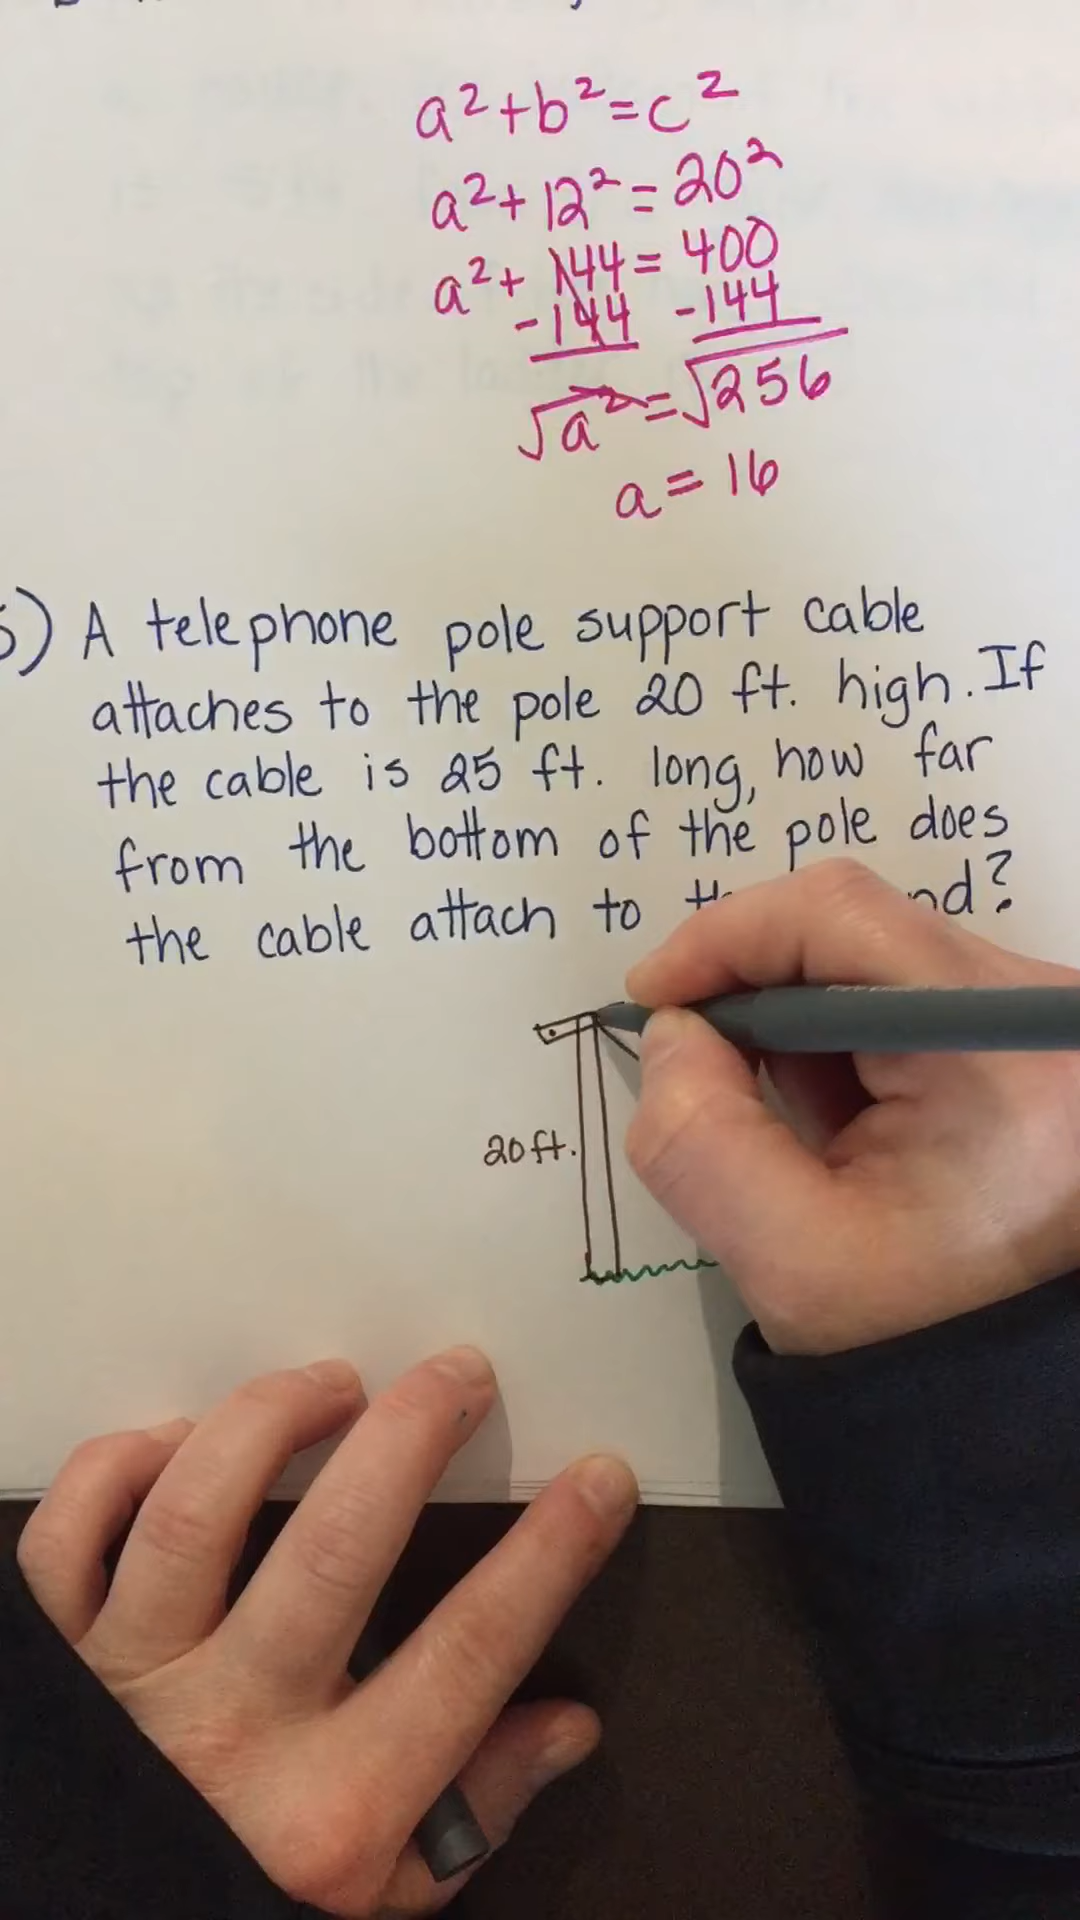 a²+b²=c²
a²+12²=20²
a²+144=400
-144 -144
√a²=√256
a=16
5) A telephone pole support cable
attaches to the pole 20 ft. high. If
the cable is 25 ft. long, how far
from the bottom of the pole does
the cable attach to
20ft.